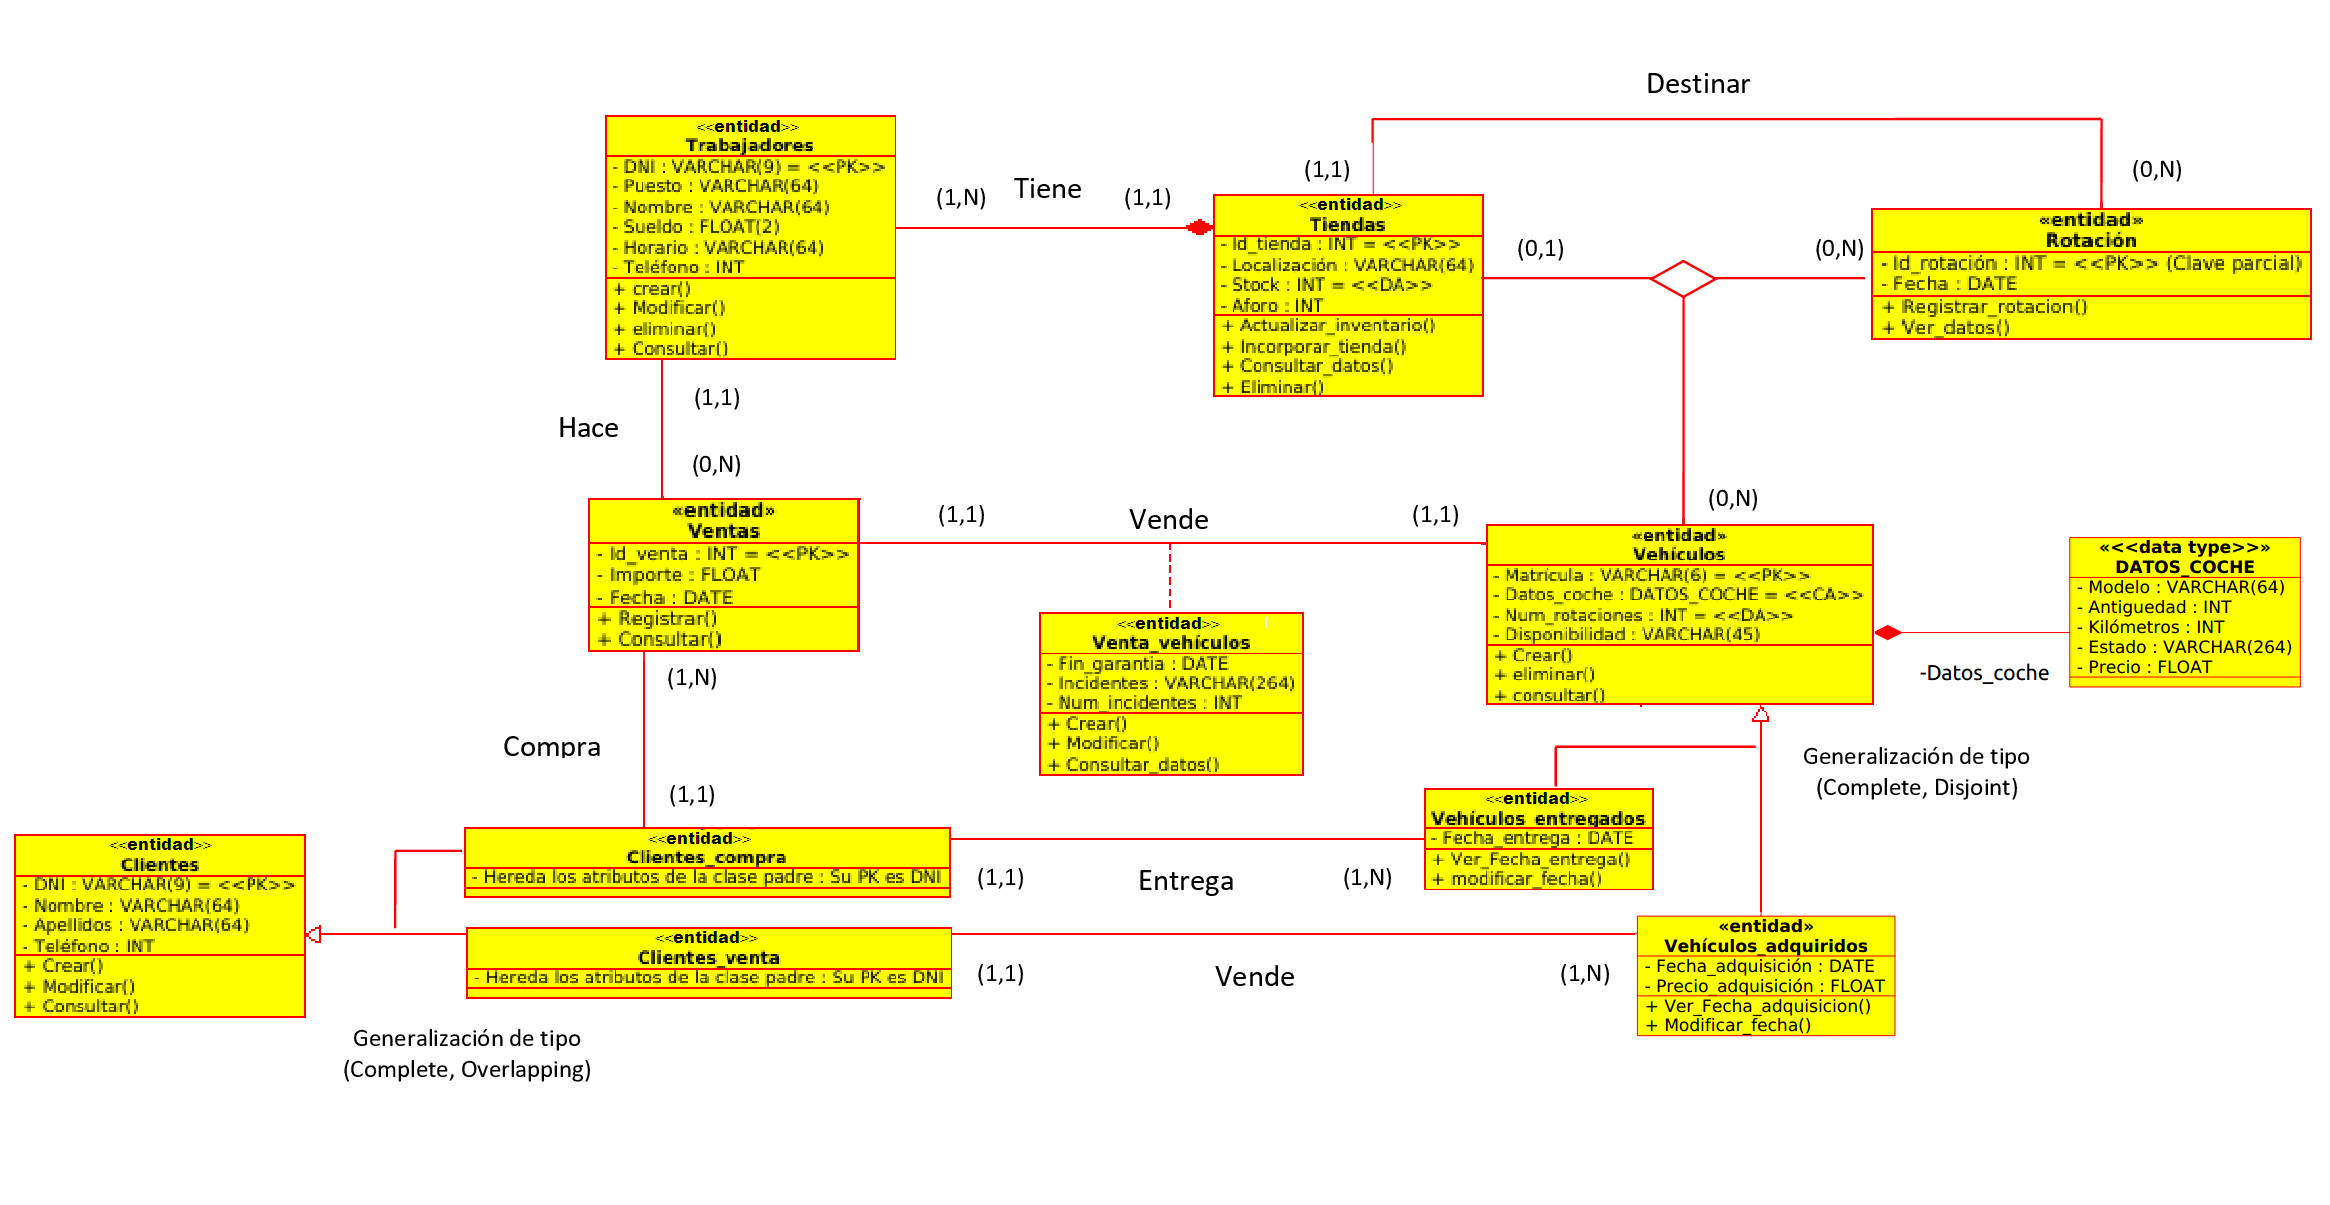 Destinar
<<entidad>>
Trabajadores
- DNI : VARCHAR(9) = <<PK>>
- Puesto : VARCHAR(64)
- Nombre : VARCHAR(64)
- Sueldo : FLOAT(2)
- Horario : VARCHAR(64)
- Teléfono : INT
+ crear()
+ Modificar()
+ eliminar()
+ Consultar()
(1,N)
Tiene
(1,1)
(1,1)
(0,N)
<<entidad>>
Tiendas
- Id_tienda : INT = <<PK>>
- Localización : VARCHAR(64)
- Stock : INT = <<DA>>
- Aforo : INT
+ Actualizar_inventario()
+ Incorporar_tienda()
+ Consultar_datos()
+ Eliminar()
(0,1)
(0,N)
«entidad»
Rotación
- Id_rotación : INT = <<PK>> (Clave parcial)
- Fecha : DATE
+ Registrar_rotacion()
+ Ver_datos()
(1,1)
Hace
(0,N)
(0,N)
«entidad»
Ventas
- Id_venta : INT = <<PK>>
- Importe : FLOAT
- Fecha : DATE
+ Registrar()
+ Consultar()
(1,1)
Vende
(1,1)
«entidad»
Vehículos
- Matrícula : VARCHAR(6) = <<PK>>
- Datos_coche : DATOS_COCHE = <<CA>>
- Num_rotaciones : INT = <<DA>>
- Disponibilidad : VARCHAR(45)
+ Crear()
+ eliminar()
+ consultar()
«<<data type>>»
DATOS_COCHE
- Modelo : VARCHAR(64)
- Antiguedad : INT
- Kilómetros : INT
- Estado : VARCHAR(264)
- Precio : FLOAT
-Datos_coche
<<entidad>>
Venta_vehículos
- Fin_garantia : DATE
- Incidentes : VARCHAR(264)
- Num_incidentes : INT
+ Crear()
+ Modificar()
+ Consultar_datos()
(1,N)
Compra
(1,1)
Generalización de tipo
(Complete, Disjoint)
<<entidad>>
Vehículos_entregados
- Fecha_entrega : DATE
+ Ver_Fecha_entrega()
+ modificar_fecha()
<<entidad>>
Clientes
- DNI : VARCHAR(9) = <<PK>>
- Nombre : VARCHAR(64)
- Apellidos : VARCHAR(64)
- Teléfono : INT
+ Crear()
+ Modificar()
+ Consultar()
<<entidad>>
Clientes_compra
- Hereda los atributos de la clase padre : Su PK es DNI
(1,1)
Entrega
(1,N)
<<entidad>>
Clientes_venta
- Hereda los atributos de la clase padre : Su PK es DNI
(1,1)
Vende
(1,N)
«entidad»
Vehículos_adquiridos
- Fecha_adquisición : DATE
- Precio_adquisición : FLOAT
+ Ver_Fecha_adquisicion()
+ Modificar_fecha()
Generalización de tipo
(Complete, Overlapping)